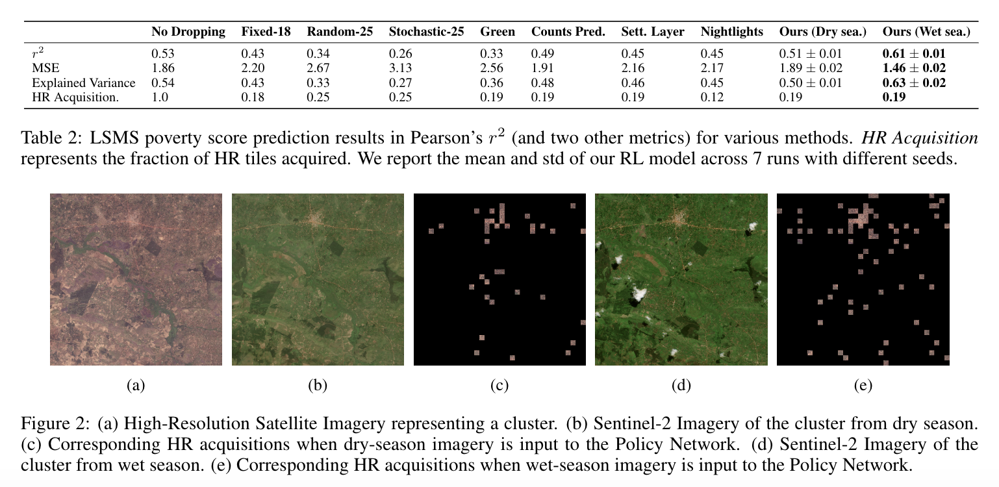 No Dropping Fixed-18 Random-25 Stochastic-25 Green Counts Pred. Sett. Layer Nightlights Ours (Dry sea.) Ours (Wet sea.)
r² 0.53 0.43 0.34 0.26 0.33 0.49 0.45 0.45 0.51 ± 0.01 0.61 ± 0.01
MSE 1.86 2.20 2.67 3.13 2.56 1.91 2.16 2.17 1.89 ± 0.02 1.46 ± 0.02
Explained Variance 0.54 0.43 0.33 0.27 0.36 0.48 0.46 0.45 0.50 ± 0.01 0.63 ± 0.02
HR Acquisition. 1.0 0.18 0.25 0.25 0.19 0.19 0.19 0.12 0.19 0.19
Table 2: LSMS poverty score prediction results in Pearson's r² (and two other metrics) for various methods. HR Acquisition
represents the fraction of HR tiles acquired. We report the mean and std of our RL model across 7 runs with different seeds.
(a) (b) (c) (d) (e)
Figure 2: (a) High-Resolution Satellite Imagery representing a cluster. (b) Sentinel-2 Imagery of the cluster from dry season.
(c) Corresponding HR acquisitions when dry-season imagery is input to the Policy Network. (d) Sentinel-2 Imagery of the
cluster from wet season. (e) Corresponding HR acquisitions when wet-season imagery is input to the Policy Network.